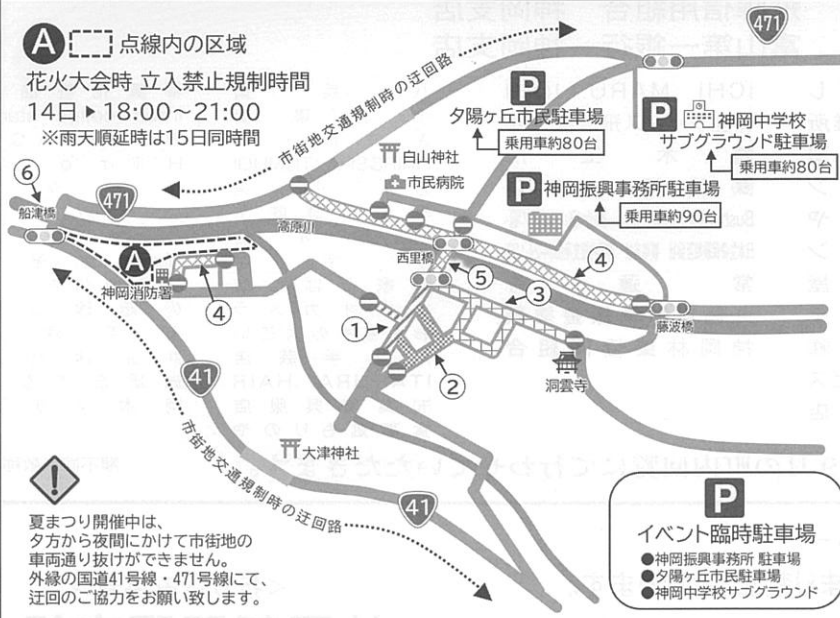 471
A 点線内の区域
花火大会時 立入禁止規制時間
14日 ▶ 18:00~21:00
※雨天順延時は15日同時間
市街地交通規制時の迂回路
P
夕陽ヶ丘市民駐車場
乗用車約80台
P 神岡中学校
サブグラウンド駐車場
乗用車約80台
白山神社
市民病院
P 神岡振興事務所駐車場
乗用車約90台
⑥
船津橋
471
高原川
西里橋
④
⑤
A
神岡消防署
④
③
①
藤波橋
②
洞雲寺
41
市街地交通規制時の迂回路
大津神社
41
夏まつり開催中は、
夕方から夜間にかけて市街地の
車両通り抜けができません。
外縁の国道41号線・471号線にて、
迂回のご協力をお願い致します。
P
イベント臨時駐車場
●神岡振興事務所 駐車場
●夕陽ヶ丘市民駐車場
●神岡中学校サブグラウンド